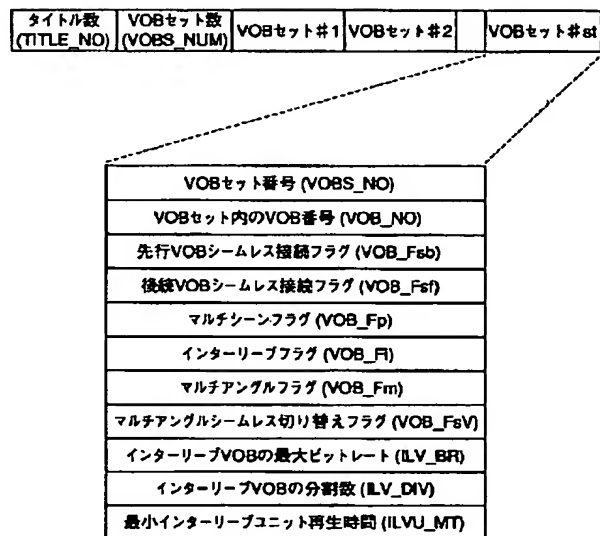 タイトル数
(TITLE_NO)
VOBセット数
(VOBS_NUM)
VOBセット#1
VOBセット#2
VOBセット#st
VOBセット番号 (VOBS_NO)
VOBセット内のVOB番号 (VOB_NO)
先行VOBシームレス接続フラグ (VOB_Fsb)
後続VOBシームレス接続フラグ (VOB_Fsf)
マルチシーンフラグ (VOB_Fp)
インターリーブフラグ (VOB_Fi)
マルチアングルフラグ (VOB_Fm)
マルチアングルシームレス切り替えフラグ (VOB_FsV)
インターリーブVOBの最大ビットレート (ILV_BR)
インターリーブVOBの分割数 (ILV_DIV)
最小インターリーブユニット再生時間 (ILVU_MT)